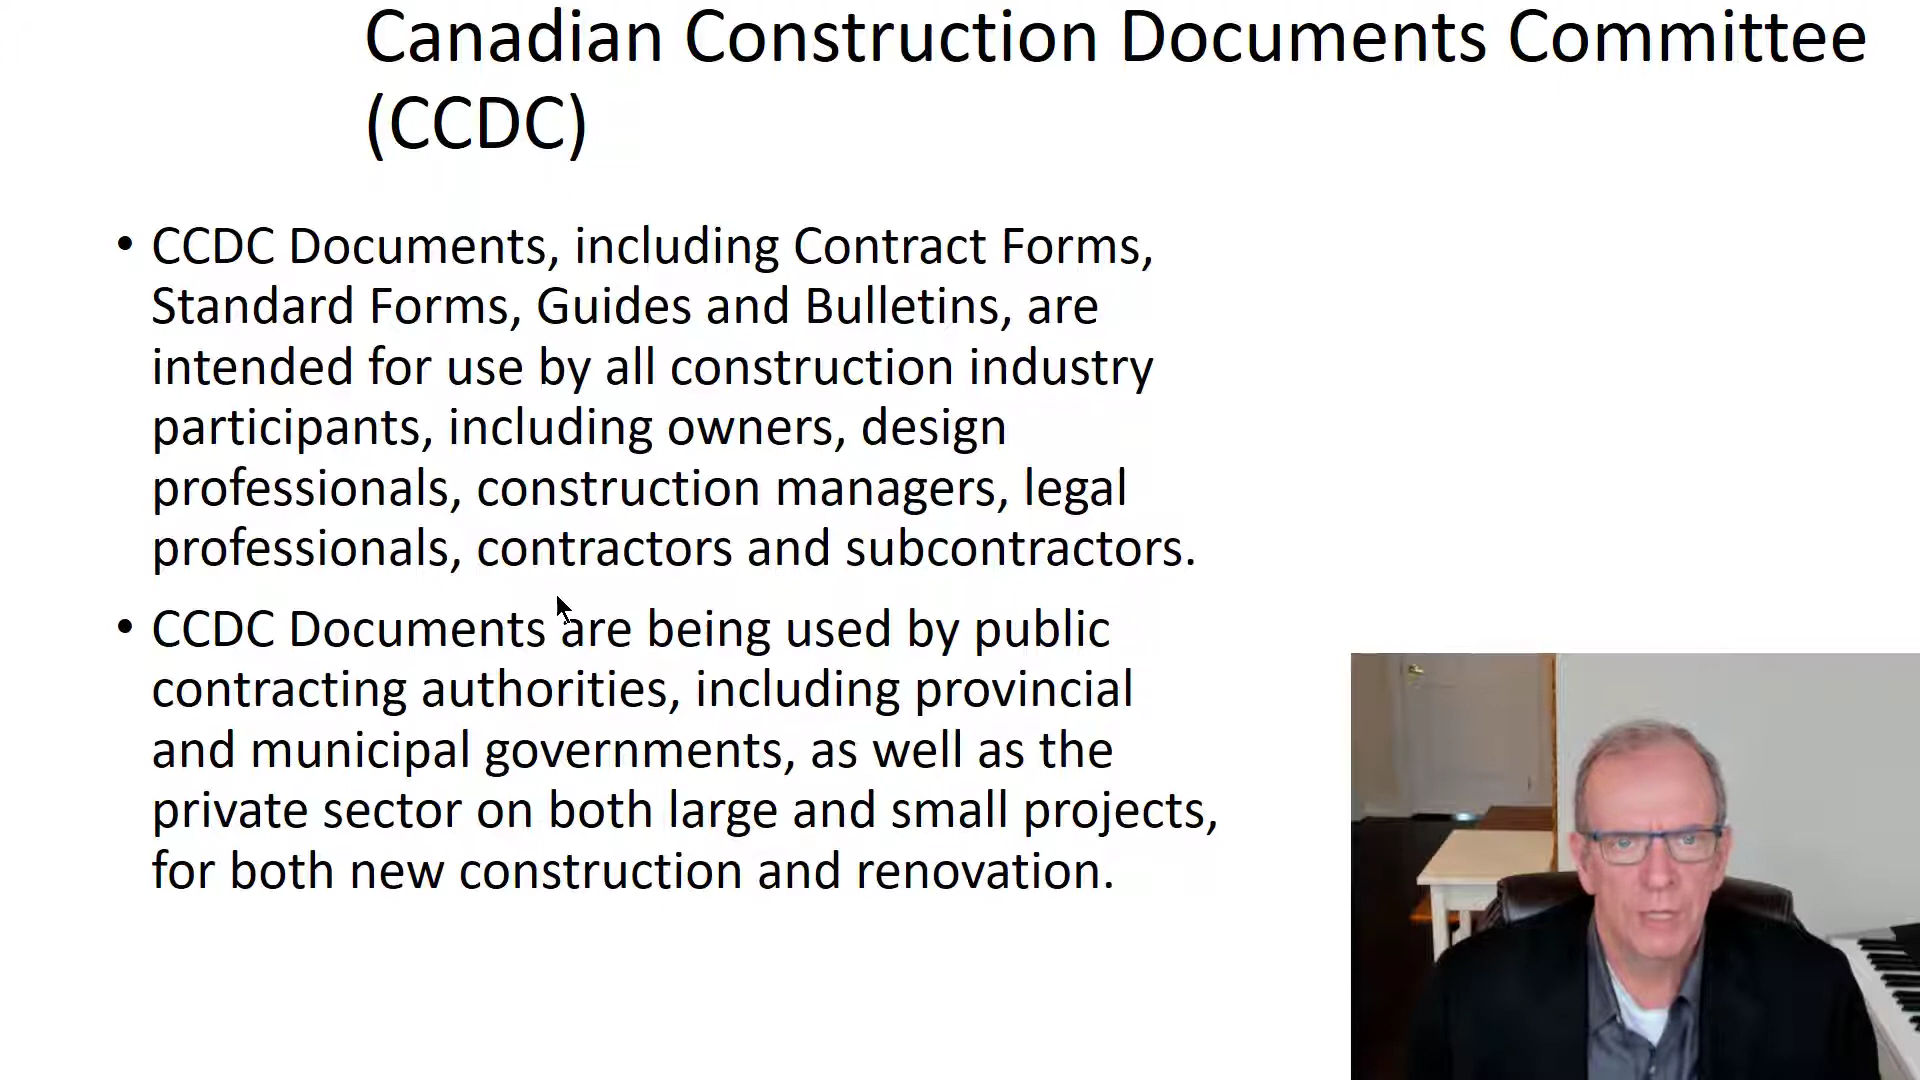 Canadian Construction Documents Committee
(CCDC)
• CCDC Documents, including Contract Forms,
Standard Forms, Guides and Bulletins, are
intended for use by all construction industry
participants, including owners, design
professionals, construction managers, legal
professionals, contractors and subcontractors.
• CCDC Documents are being used by public
contracting authorities, including provincial
and municipal governments, as well as the
private sector on both large and small projects,
for both new construction and renovation.